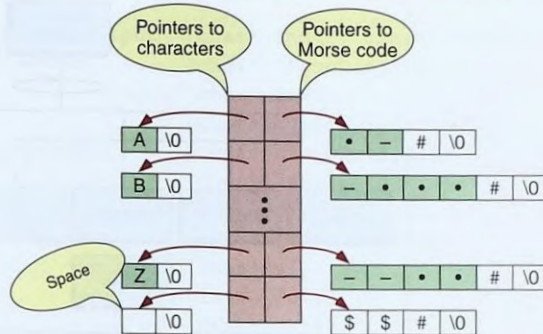 Pointers to characters
Pointers to Morse code
A \0
• – # \0
B \0
– • • • # \0
Space
Z \0
– – • • # \0
\0
$ $ # \0